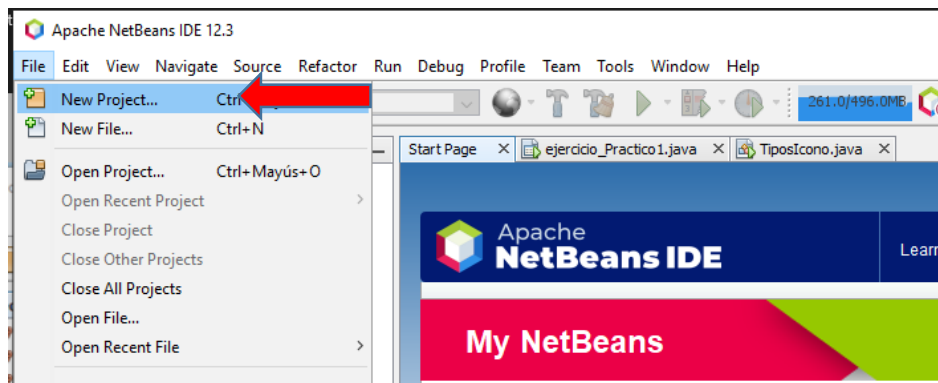 Apache NetBeans IDE 12.3
File Edit View Navigate Source Refactor Run Debug Profile Team Tools Window Help
New Project...
261.0/496.0MB
New File... Ctrl+N
Start Page ejercicio_Practico1.java TiposIcono.java
Open Project... Ctrl+Mayús+O
Open Recent Project
Close Project
Apache
NetBeans IDE
Learn
Close Other Projects
Close All Projects
Open File...
Open Recent File
My NetBeans